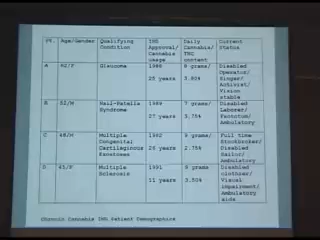 Pt. Age/Gender Qualifying Condition IND Approval/ Cannabis usage Daily Cannabis/ THC content Current Status
A 62/F Glaucoma 1988 25 years 8 grams/ 3.80% Disabled Operator/ Singer/ Activist/ Vision stable
B 52/M Nail-Patella Syndrome 1989 27 years 7 grams/ 3.75% Disabled Laborer/ Factotum/ Ambulatory
C 48/M Multiple Congenital Cartilaginous Exostoses 1982 26 years 9 grams/ 2.75% Full time Stockbroker/ Disabled Sailor/ Ambulatory
D 45/F Multiple Sclerosis 1991 11 years 9 grams 3.50% Disabled clothier/ Visual impairment/ Ambulatory aids
Chronic Cannabis IND Patient Demographics